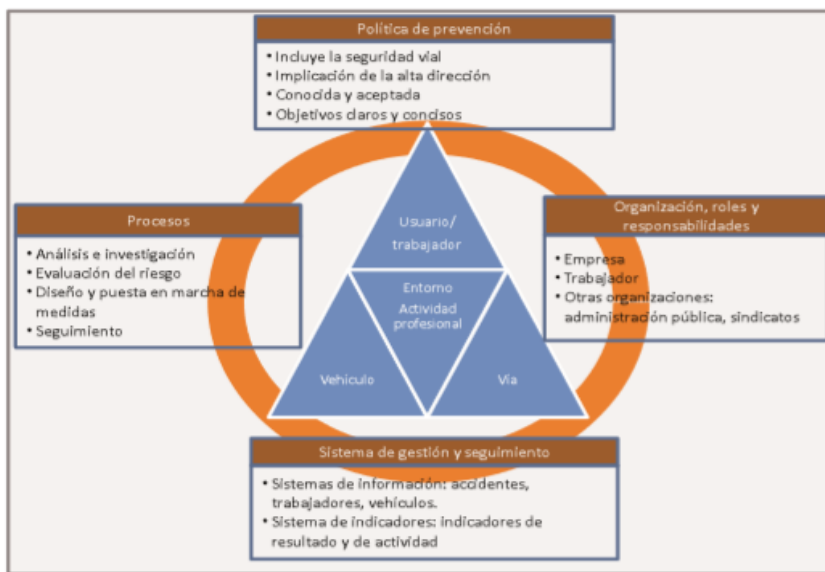 Política de prevención
• Incluye la seguridad vial
• Implicación de la alta dirección
• Conocida y aceptada
• Objetivos claros y concisos
Procesos
• Análisis e investigación
• Evaluación del riesgo
• Diseño y puesta en marcha de
medidas
• Seguimiento
Usuario/
trabajador
Entorno
Actividad
profesional
Vehículo
Vía
Organización, roles y
responsabilidades
• Empresa
• Trabajador
• Otras organizaciones:
administración pública, sindicatos
Sistema de gestión y seguimiento
• Sistemas de información: accidentes,
trabajadores, vehículos.
• Sistema de indicadores: indicadores de
resultado y de actividad